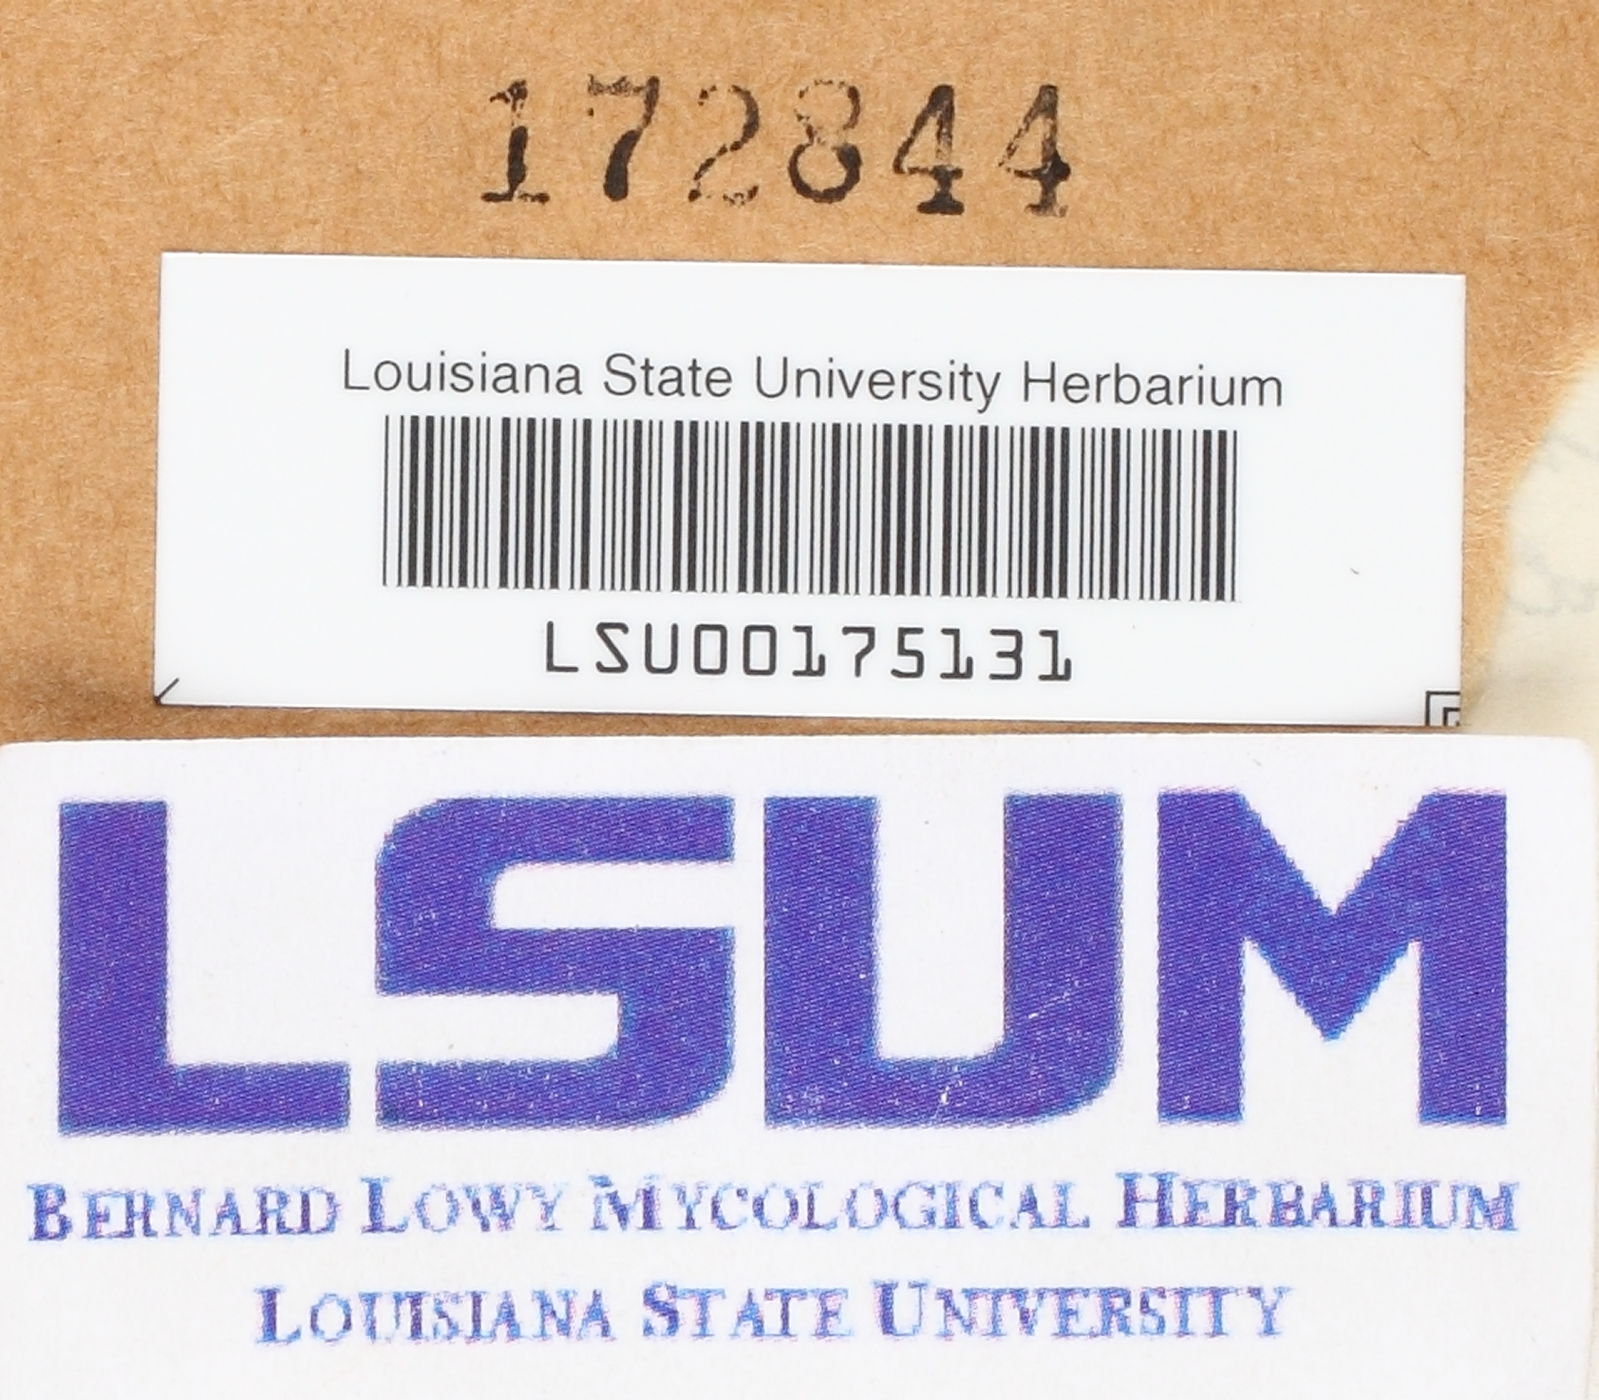 172844
Louisiana State University Herbarium
LSU00175131
LSUM
BERNARD LOWY MYCOLOGICAL HERBARIUM
LOUISIANA STATE UNIVERSITY